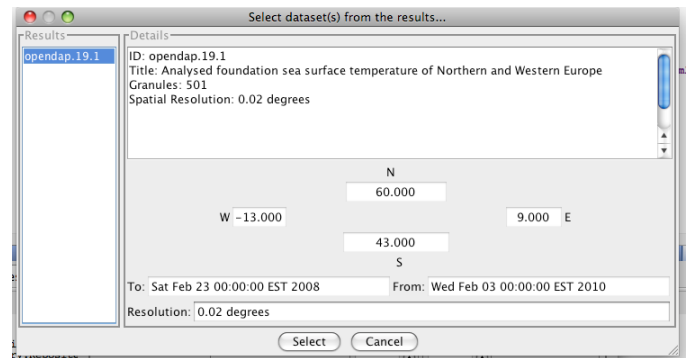 Select dataset(s) from the results...
Results
Details
opendap.19.1
ID: opendap.19.1
Title: Analysed foundation sea surface temperature of Northern and Western Europe
Granules: 501
Spatial Resolution: 0.02 degrees
N
60.000
W -13.000 9.000 E
43.000
S
To: Sat Feb 23 00:00:00 EST 2008 From: Wed Feb 03 00:00:00 EST 2010
Resolution: 0.02 degrees
Select Cancel